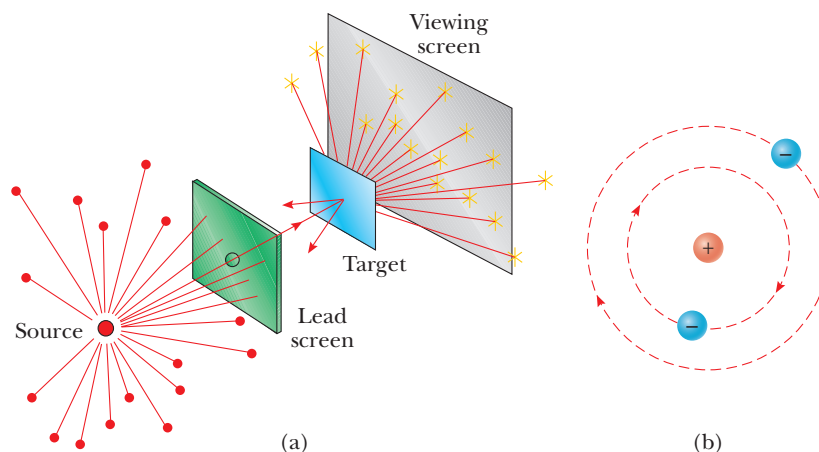 Viewing
screen
Target
Lead
screen
Source
+
−
−
(a)
(b)